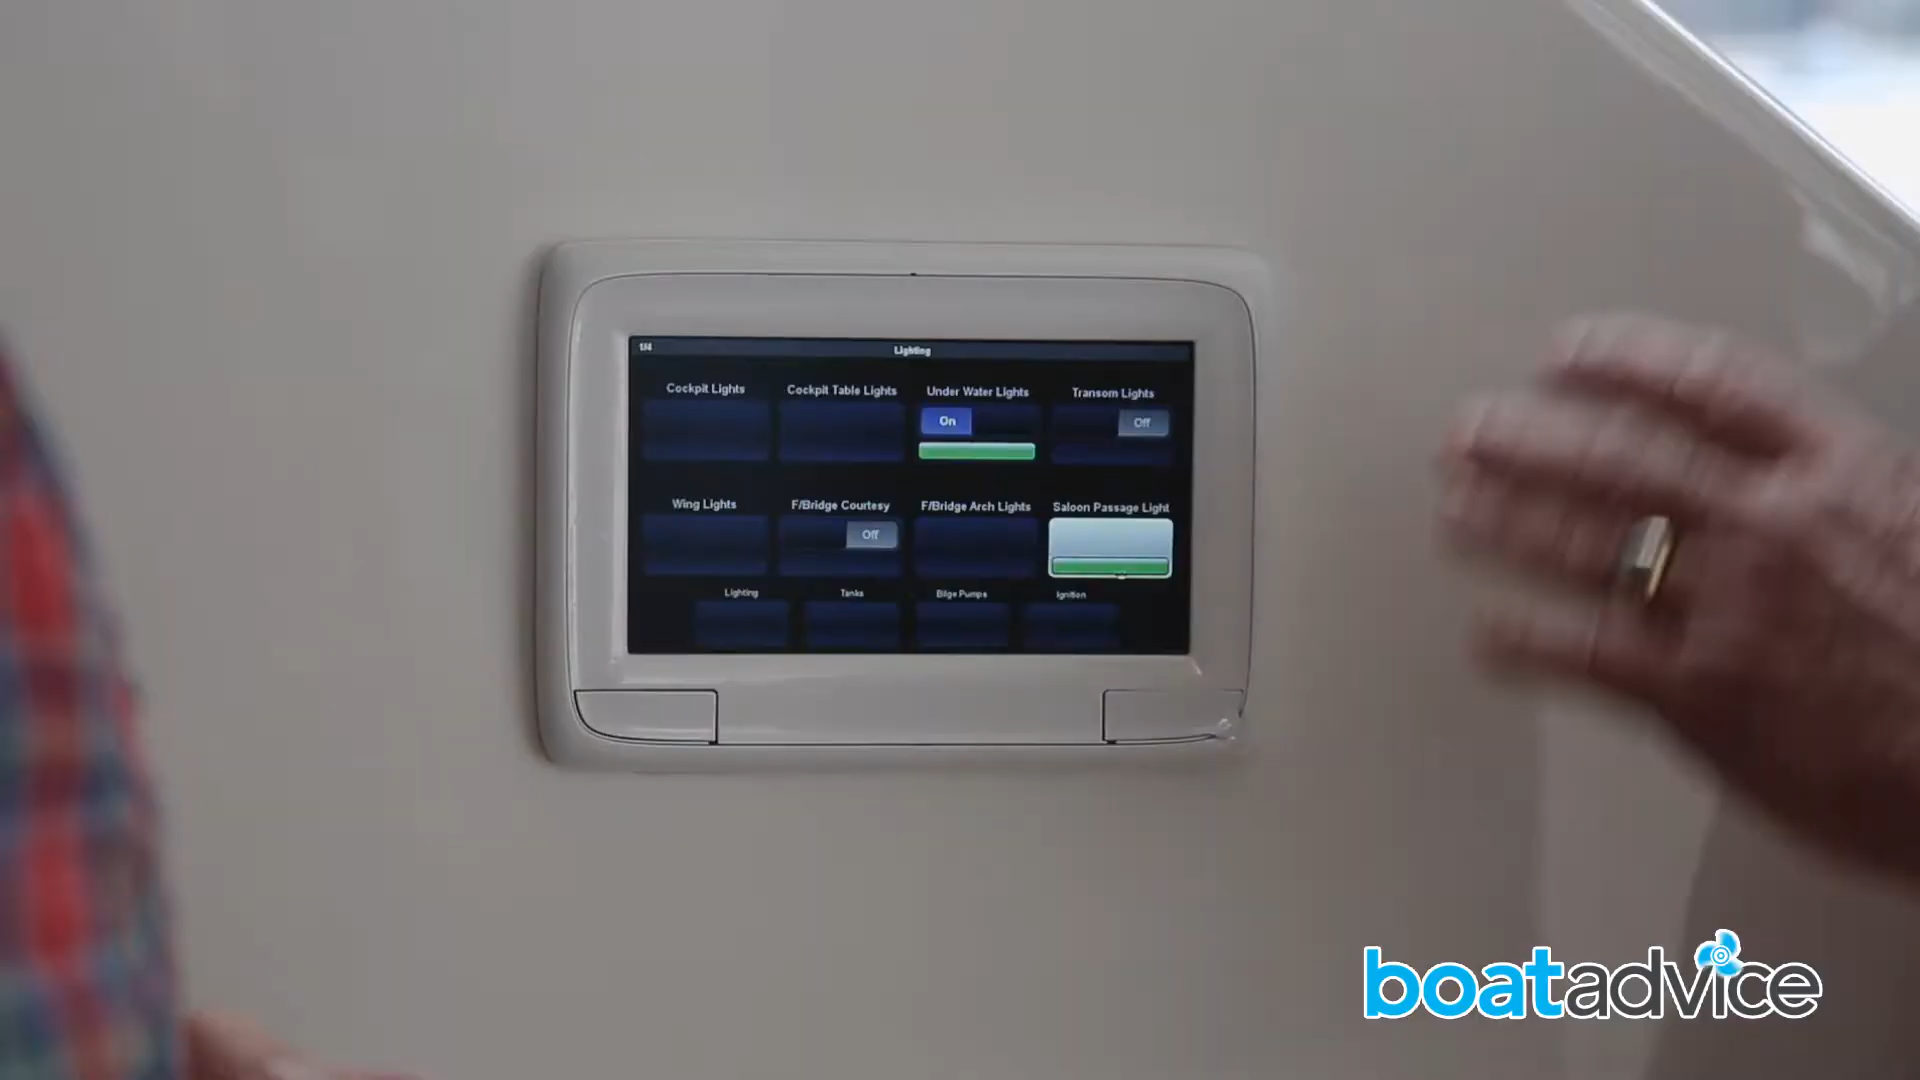 1/4
Lighting
Cockpit Lights
Cockpit Table Lights
Under Water Lights
Transom Lights
On
Off
Wing Lights
F/Bridge Courtesy
F/Bridge Arch Lights
Saloon Passage Light
Off
Lighting
Tanks
Bilge Pumps
Ignition
boatadvice